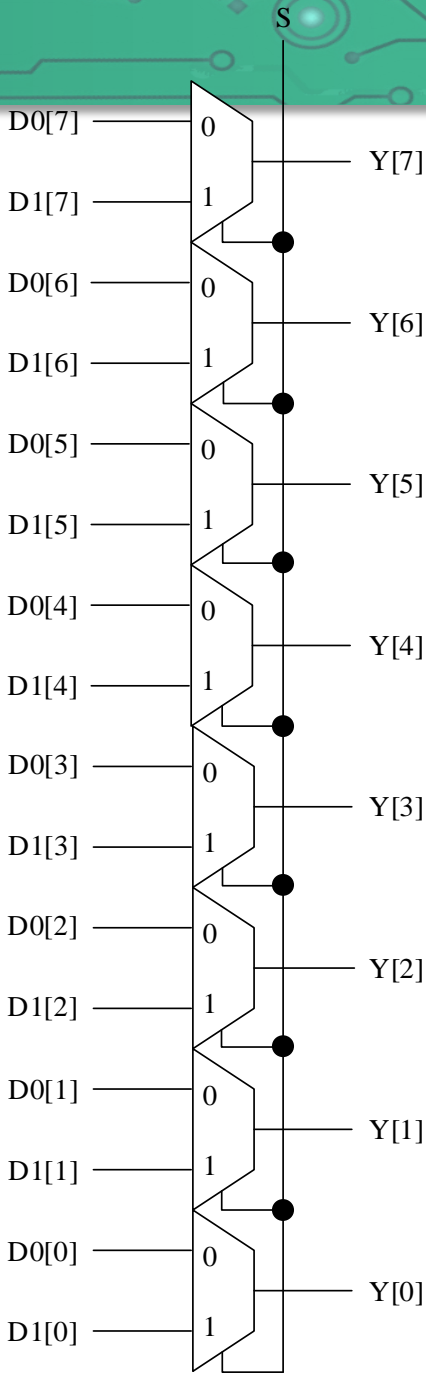 S
D0[7]
0
Y[7]
D1[7]
1
D0[6]
0
Y[6]
D1[6]
1
D0[5]
0
Y[5]
D1[5]
1
D0[4]
0
Y[4]
D1[4]
1
D0[3]
0
Y[3]
D1[3]
1
D0[2]
0
Y[2]
D1[2]
1
D0[1]
0
Y[1]
D1[1]
1
D0[0]
0
Y[0]
D1[0]
1